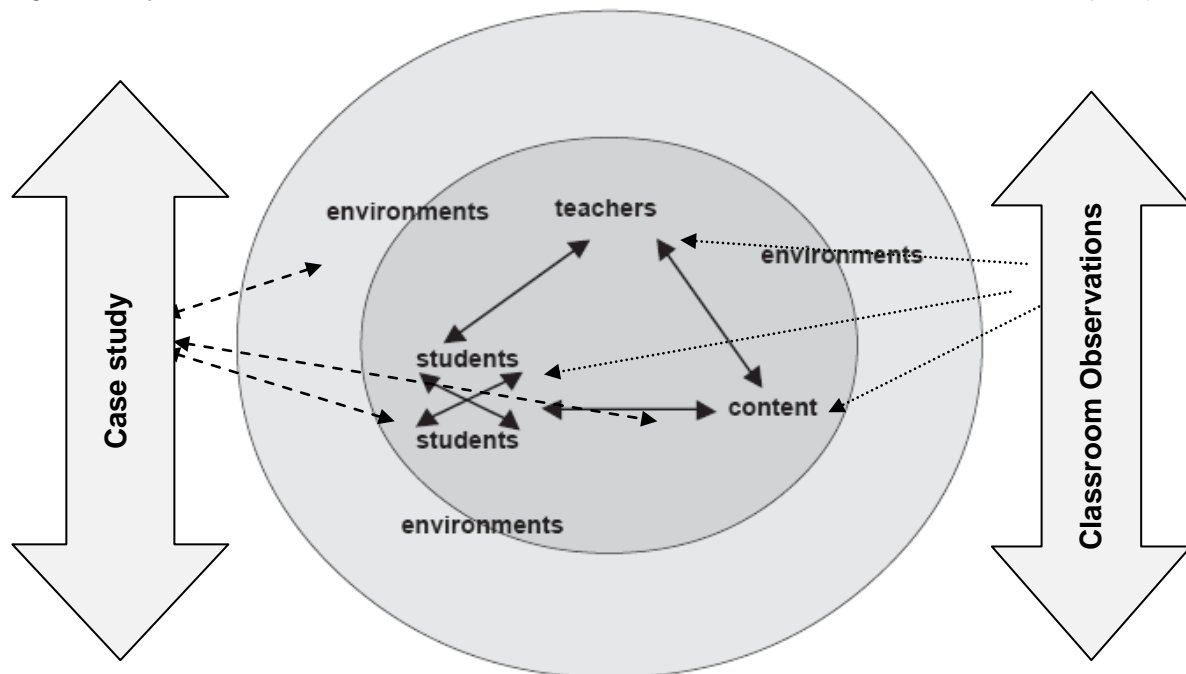 environments
teachers
environments
students
content
students
environments
Case study
Classroom Observations